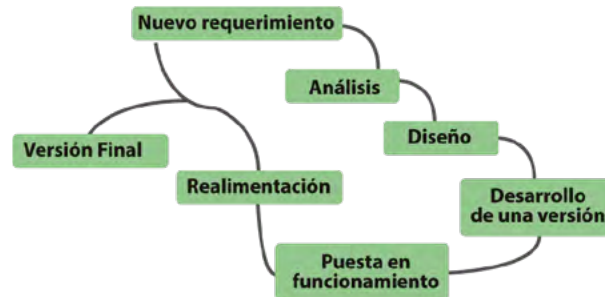 Nuevo requerimiento
Análisis
Diseño
Versión Final
Realimentación
Desarrollo
de una versión
Puesta en
funcionamiento